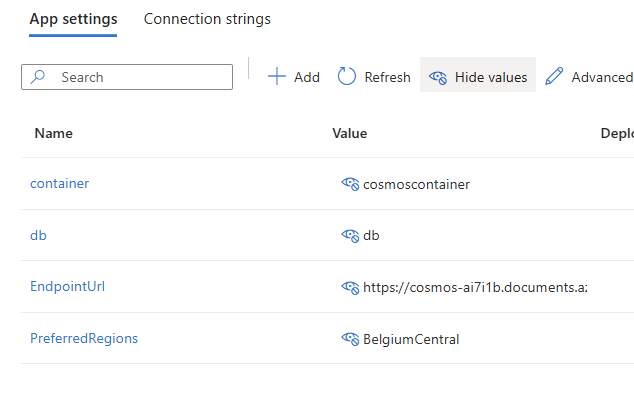 App settings Connection strings
Search Add Refresh Hide values Advanced
Name Value Deplo
container cosmoscontainer
db db
EndpointUrl https://cosmos-ai7i1b.documents.a
PreferredRegions BelgiumCentral